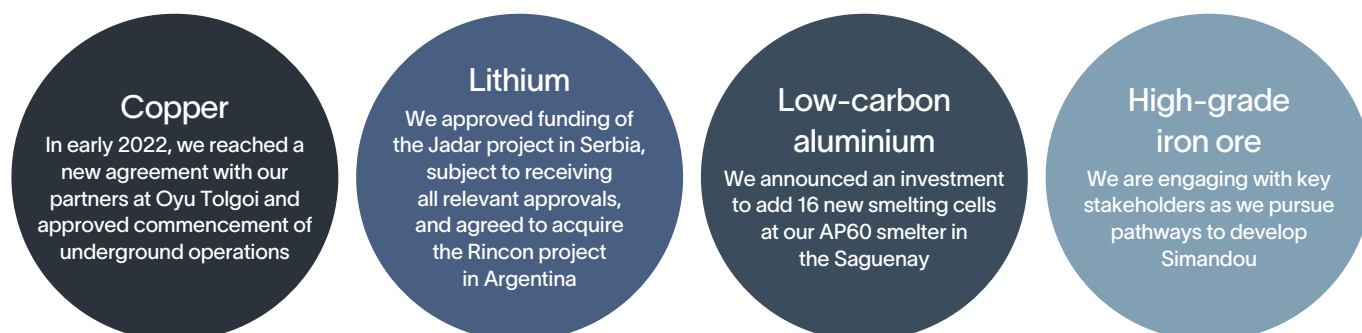 Copper
In early 2022, we reached a
new agreement with our
partners at Oyu Tolgoi and
approved commencement of
underground operations
Lithium
We approved funding of
the Jadar project in Serbia,
subject to receiving
all relevant approvals,
and agreed to acquire
the Rincon project
in Argentina
Low-carbon
aluminium
We announced an investment
to add 16 new smelting cells
at our AP60 smelter in
the Saguenay
High-grade
iron ore
We are engaging with key
stakeholders as we pursue
pathways to develop
Simandou